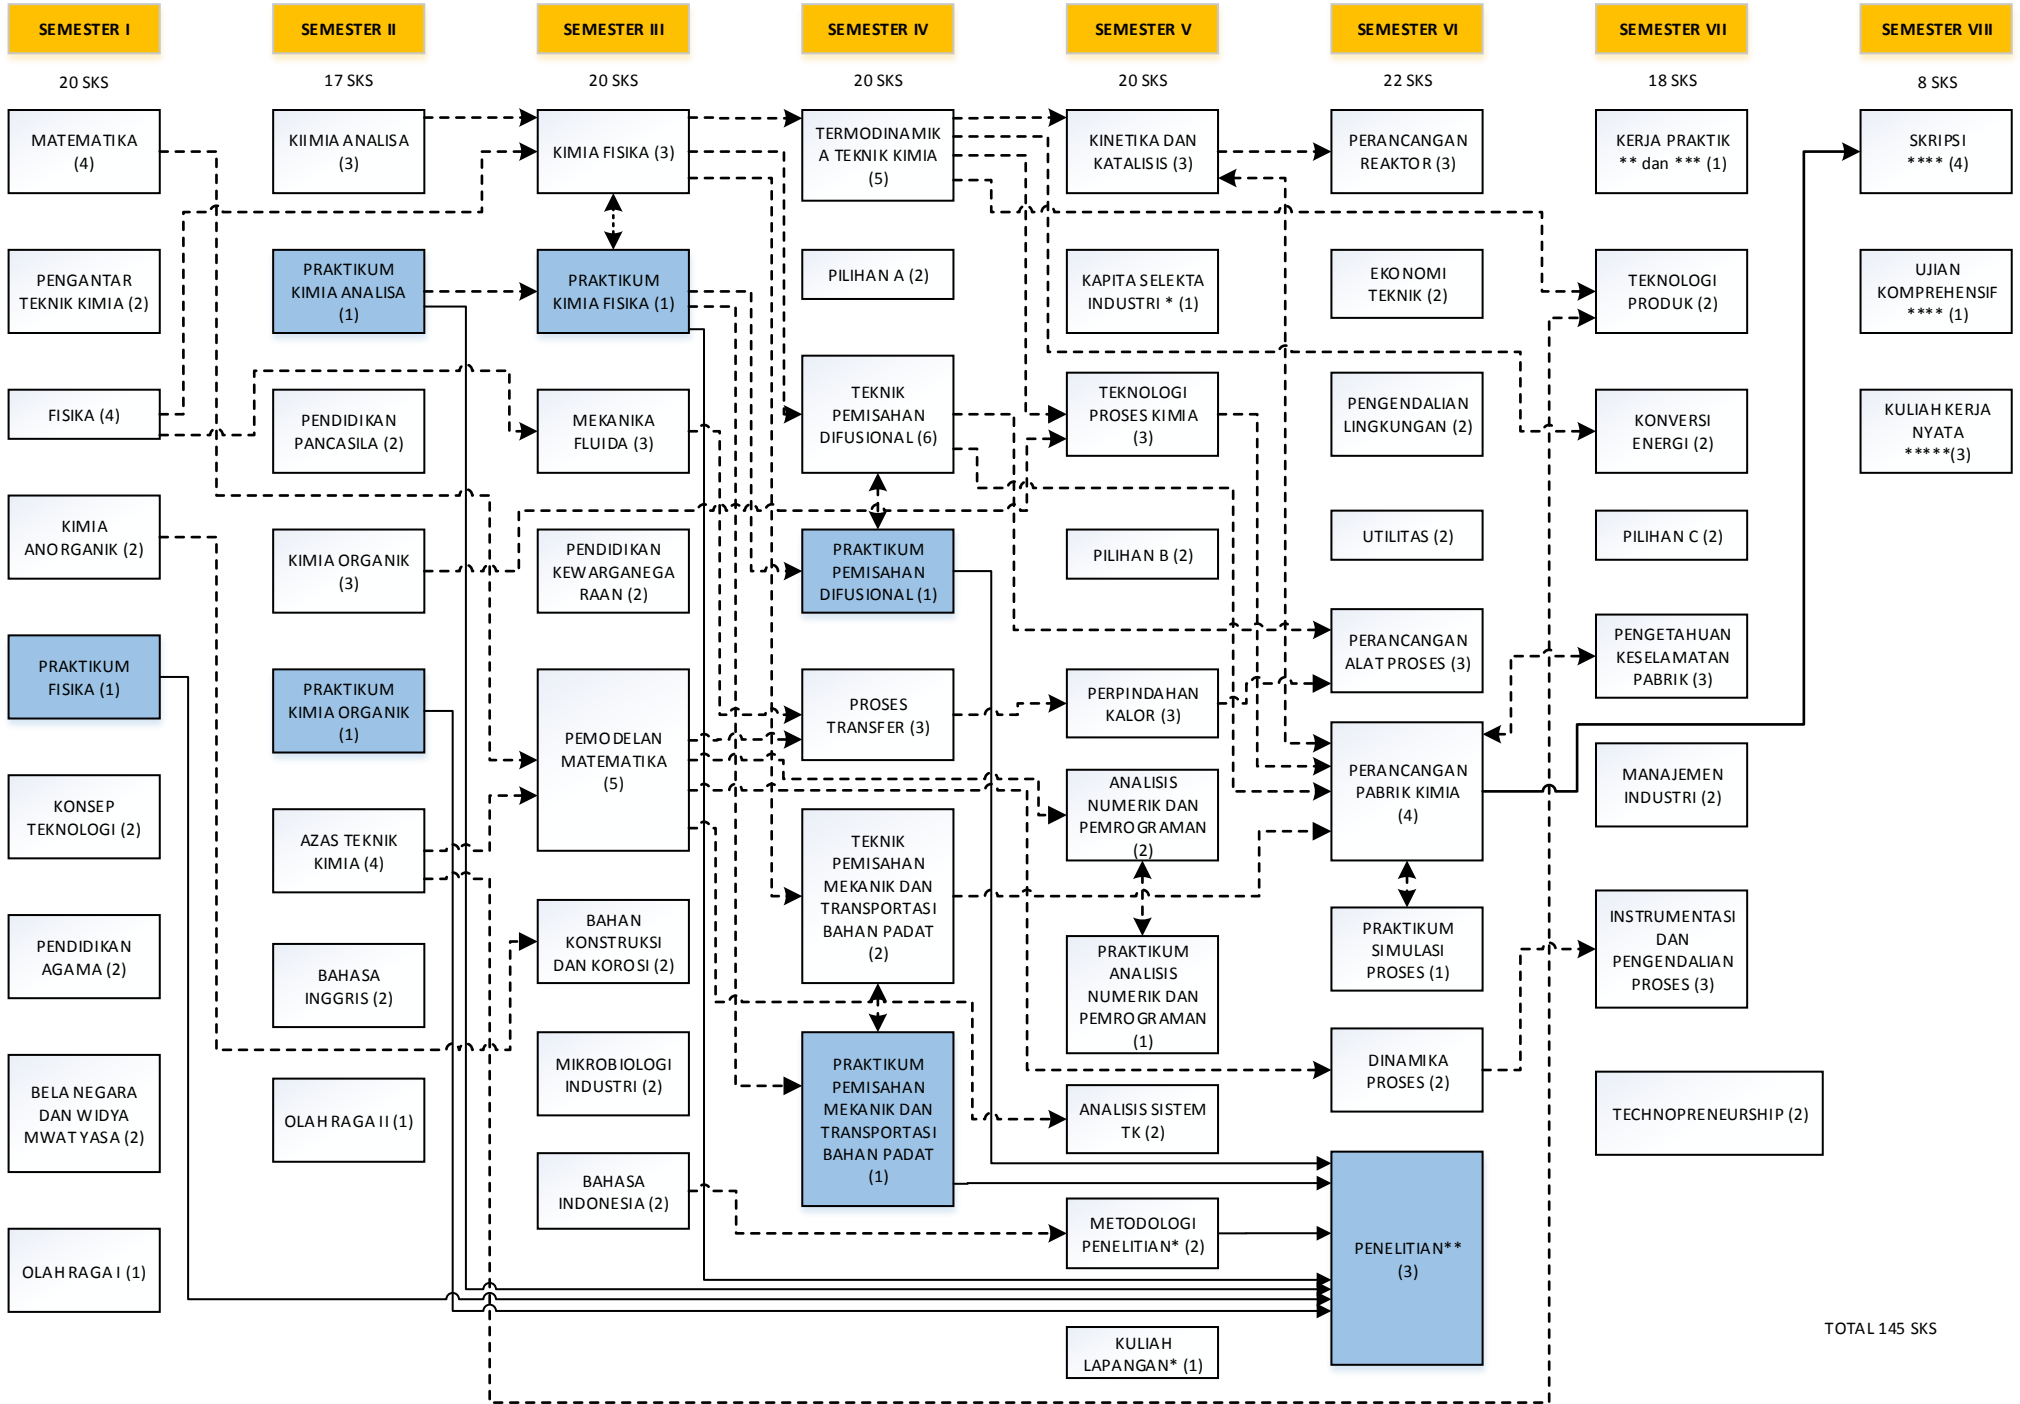 SEMESTER I
20 SKS
MATEMATIKA
(4)
PENGANTAR
TEKNIK KIMIA (2)
FISIKA (4)
KIMIA
ANORGANIK (2)
PRAKTIKUM
FISIKA (1)
KONSEP
TEKNOLOGI (2)
PENDIDIKAN
AGAMA (2)
BELA NEGARA
DAN WIDYA
MWAT YASA (2)
OLAHRAGA I (1)
SEMESTER II
17 SKS
KIIMIA ANALISA
(3)
PRAKTIKUM
KIMIA ANALISA
(1)
PENDIDIKAN
PANCASILA (2)
KIMIA ORGANIK
(3)
PRAKTIKUM
KIMIA ORGANIK
(1)
AZAS TEKNIK
KIMIA (4)
BAHASA
INGGRIS (2)
OLAHRAGA II (1)
SEMESTER III
20 SKS
KIMIA FISIKA (3)
PRAKTIKUM
KIMIA FISIKA (1)
MEKANIKA
FLUIDA (3)
PENDIDIKAN
KEWARGANEGA
RAAN (2)
PEMODELAN
MATEMATIKA
(5)
BAHAN
KONSTRUKSI
DAN KOROSI (2)
MIKROBIOLOGI
INDUSTRI (2)
BAHASA
INDONESIA (2)
SEMESTER IV
20 SKS
TERMODINAMIK
A TEKNIK KIMIA
(5)
PILIHAN A (2)
TEKNIK
PEMISAHAN
DIFUSIONAL (6)
PRAKTIKUM
PEMISAHAN
DIFUSIONAL (1)
PROSES
TRANSFER (3)
TEKNIK
PEMISAHAN
MEKANIK DAN
TRANSPORTASI
BAHAN PADAT
(2)
PRAKTIKUM
PEMISAHAN
MEKANIK DAN
TRANSPORTASI
BAHAN PADAT
(1)
SEMESTER V
20 SKS
KINETIKA DAN
KATALISIS (3)
KAPITA SELEKTA
INDUSTRI * (1)
TEKNOLOGI
PROSES KIMIA
(3)
PILIHAN B (2)
PERPINDAHAN
KALOR (3)
ANALISIS
NUMERIK DAN
PEMROGRAMAN
(2)
PRAKTIKUM
ANALISIS
NUMERIK DAN
PEMROGRAMAN
(1)
ANALISIS SISTEM
TK (2)
METODOLOGI
PENELITIAN* (2)
KULIAH
LAPANGAN* (1)
SEMESTER VI
22 SKS
PERANCANGAN
REAKTOR (3)
EKONOMI
TEKNIK (2)
PENGENDALIAN
LINGKUNGAN (2)
UTILITAS (2)
PERANCANGAN
ALAT PROSES (3)
PERANCANGAN
PABRIK KIMIA
(4)
PRAKTIKUM
SIMULASI
PROSES (1)
DINAMIKA
PROSES (2)
PENELITIAN**
(3)
SEMESTER VII
18 SKS
KERJA PRAKTIK
** dan *** (1)
TEKNOLOGI
PRODUK (2)
KONVERSI
ENERGI (2)
PILIHAN C (2)
PENGETAHUAN
KESELAMATAN
PABRIK (3)
MANAJEMEN
INDUSTRI (2)
INSTRUMENTASI
DAN
PENGENDALIAN
PROSES (3)
TECHNOPRENEURSHIP (2)
SEMESTER VIII
8 SKS
SKRIPSI
**** (4)
UJIAN
KOMPREHENSIF
**** (1)
KULIAH KERJA
NYATA
*****(3)
TOTAL 145 SKS